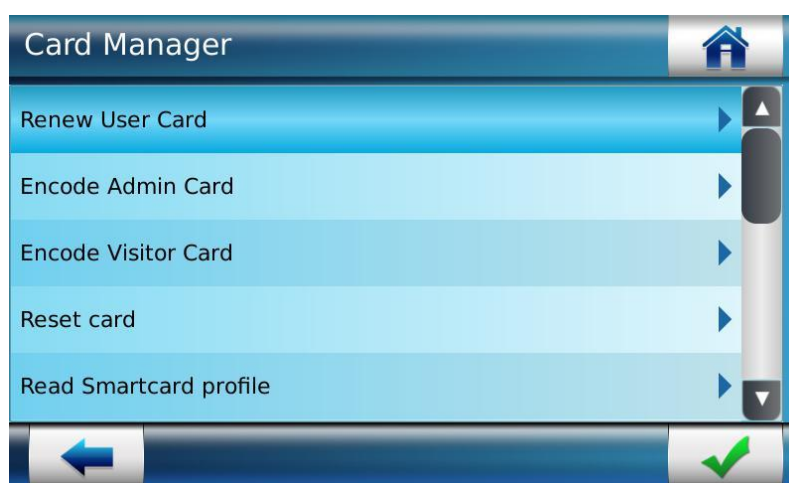 Card Manager
Renew User Card
Encode Admin Card
Encode Visitor Card
Reset card
Read Smartcard profile